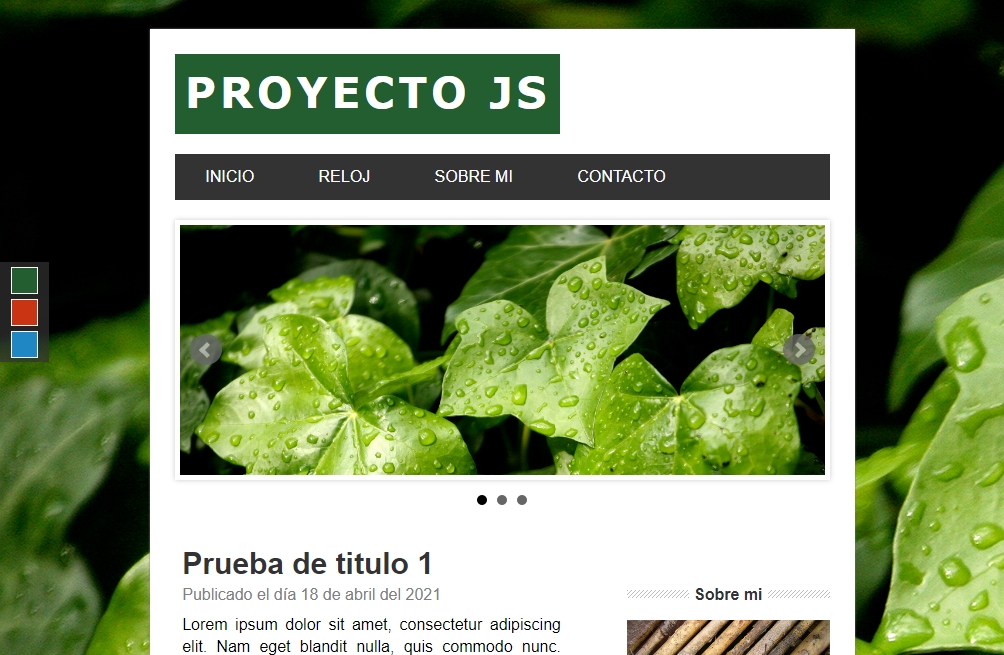 PROYECTO JS
INICIO RELOJ SOBRE MI CONTACTO
Prueba de titulo 1
Publicado el día 18 de abril del 2021
Lorem ipsum dolor sit amet, consectetur adipiscing
elit. Nam eget blandit nulla, quis commodo nunc.
Sobre mi